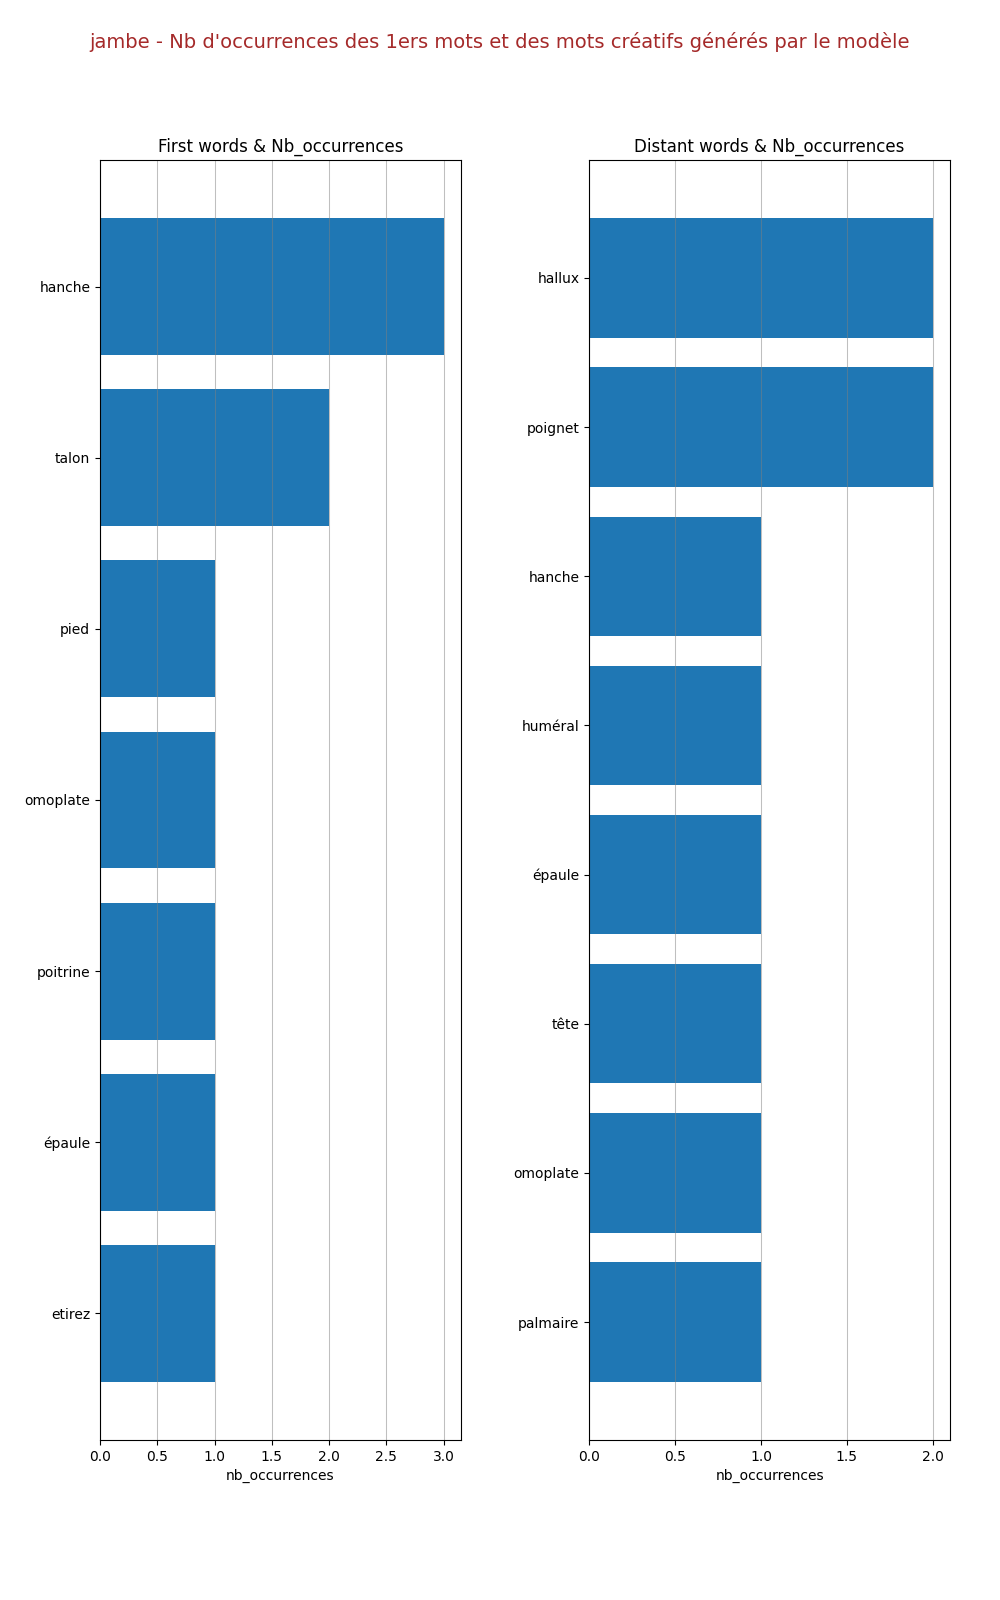 jambe - Nb d'occurrences des 1ers mots et des mots créatifs générés par le modèle
First words & Nb_occurrences
hanche
talon
pied
omoplate
poitrine
épaule
etirez
0.0 0.5 1.0 1.5 2.0 2.5 3.0
nb_occurrences
Distant words & Nb_occurrences
hallux
poignet
hanche
huméral
épaule
tête
omoplate
palmaire
0.0 0.5 1.0 1.5 2.0
nb_occurrences